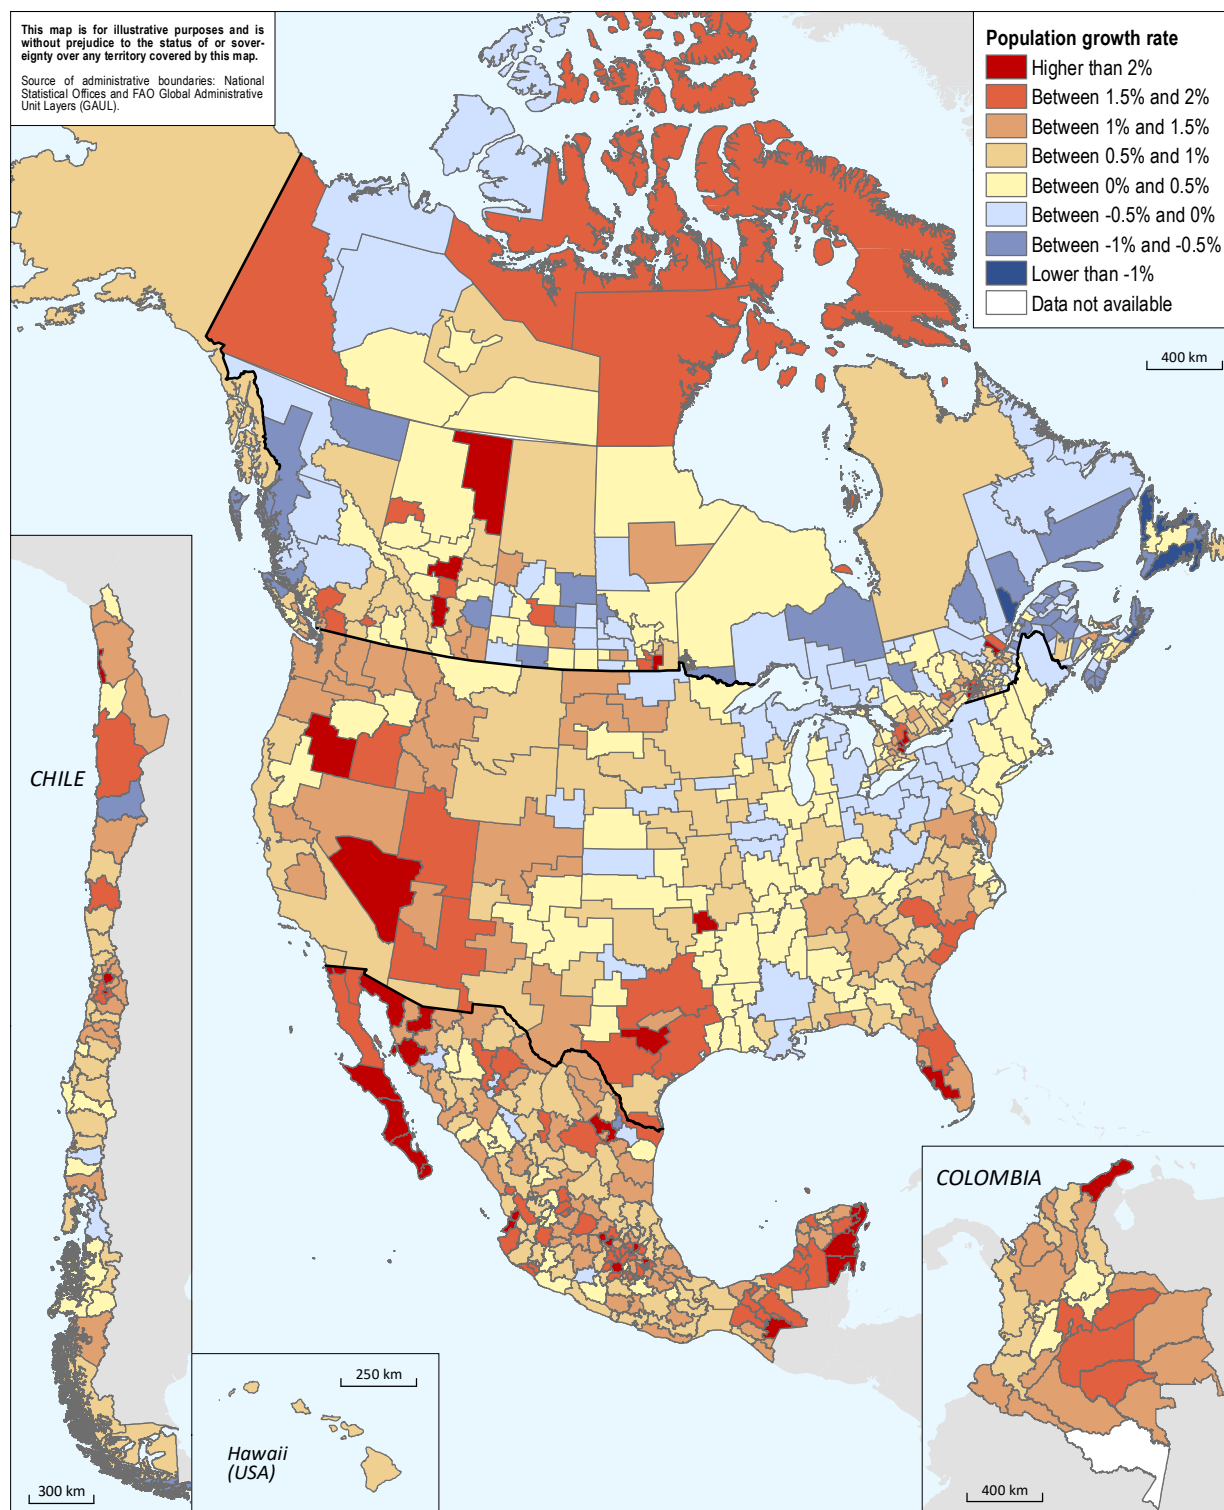 This map is for illustrative purposes and is
without prejudice to the status of or sover-
eignty over any territory covered by this map.
Source of administrative boundaries: National
Statistical Offices and FAO Global Administrative
Unit Layers (GAUL).
Population growth rate
Higher than 2%
Between 1.5% and 2%
Between 1% and 1.5%
Between 0.5% and 1%
Between 0% and 0.5%
Between -0.5% and 0%
Between -1% and -0.5%
Lower than -1%
Data not available
400 km
CHILE
300 km
250 km
Hawaii
(USA)
COLOMBIA
400 km